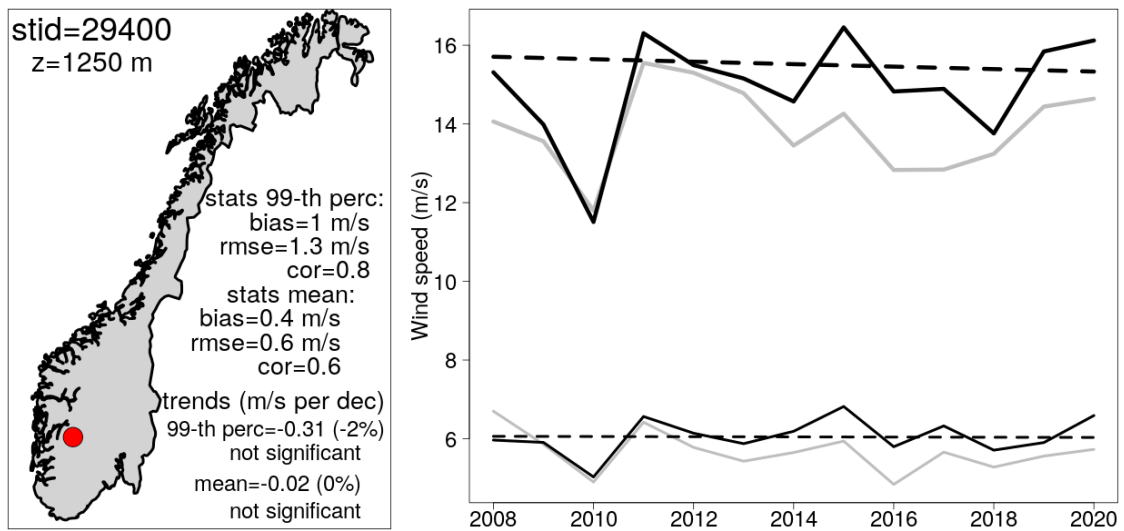 stid=29400
z=1250 m
stats 99-th perc:
bias=1 m/s
rmse=1.3 m/s
cor=0.8
stats mean:
bias=0.4 m/s
rmse=0.6 m/s
cor=0.6
trends (m/s per dec)
99-th perc=-0.31 (-2%)
not significant
mean=-0.02 (0%)
not significant
Wind speed (m/s)
16
14
12
10
8
6
2008 2010 2012 2014 2016 2018 2020